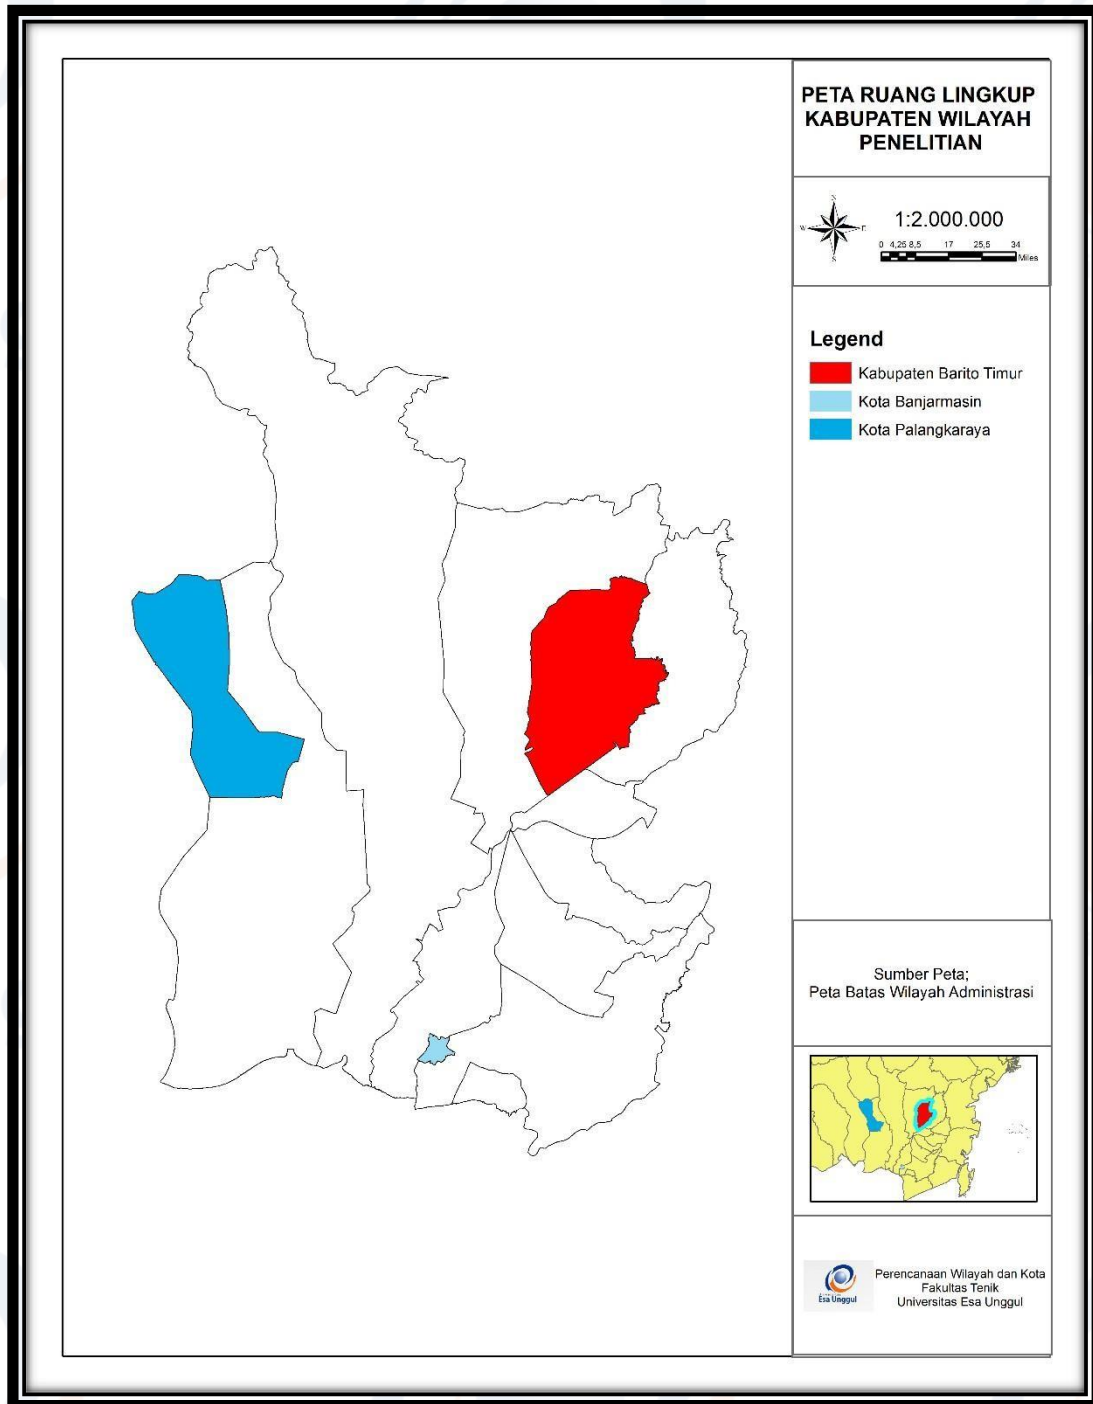 PETA RUANG LINGKUP
KABUPATEN WILAYAH
PENELITIAN
N
W
E
S
1:2.000.000
0 4,25 8,5 17 25,5 34
Miles
Legend
Kabupaten Barito Timur
Kota Banjarmasin
Kota Palangkaraya
Sumber Peta;
Peta Batas Wilayah Administrasi
Esa Unggul
Perencanaan Wilayah dan Kota
Fakultas Tenik
Universitas Esa Unggul